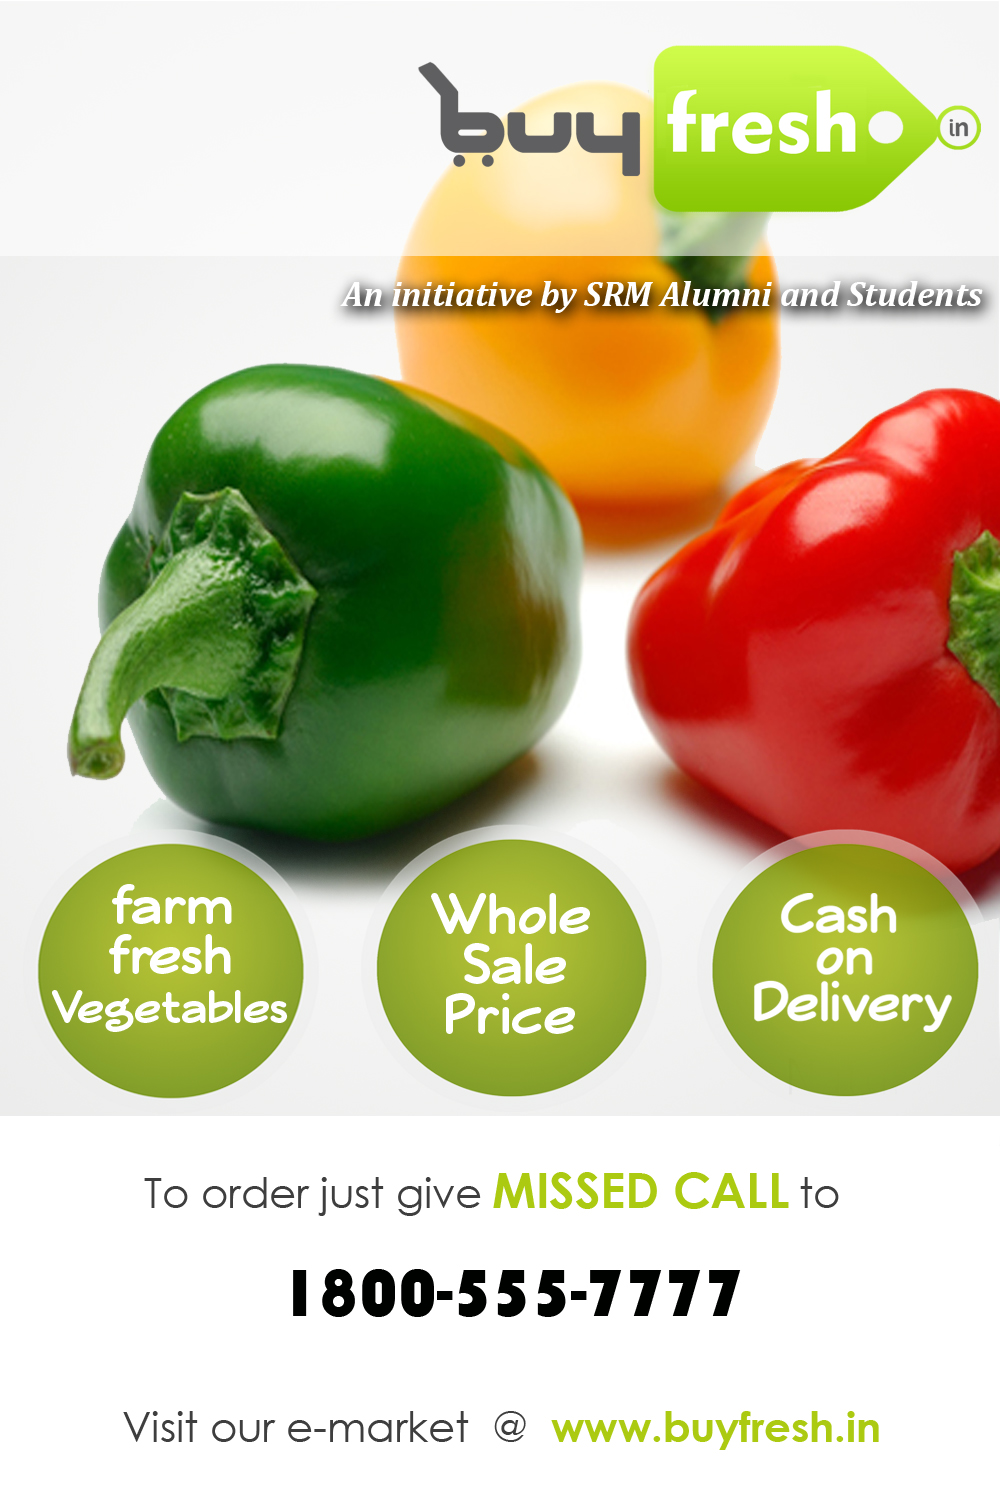 buy fresh in
An initiative by SRM Alumni and Students
farm
fresh
Vegetables
Whole
Sale
Price
Cash
on
Delivery
To order just give MISSED CALL to
1800-555-7777
Visit our e-market @ www.buyfresh.in